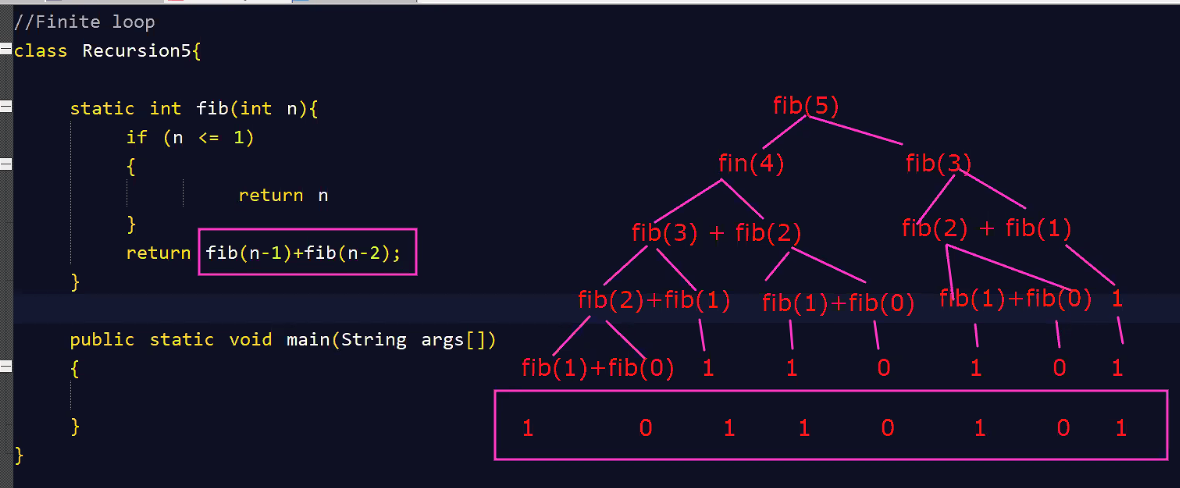 //Finite loop
class Recursion5{
static int fib(int n){
if (n <= 1)
{
return n
}
return fib(n-1)+fib(n-2);
}
public static void main(String args[])
{
}
}
fib(5)
fin(4) fib(3)
fib(3) + fib(2) fib(2) + fib(1)
fib(2)+fib(1) fib(1)+fib(0) fib(1)+fib(0) 1
fib(1)+fib(0) 1 1 0 1 0 1
1 0 1 1 0 1 0 1